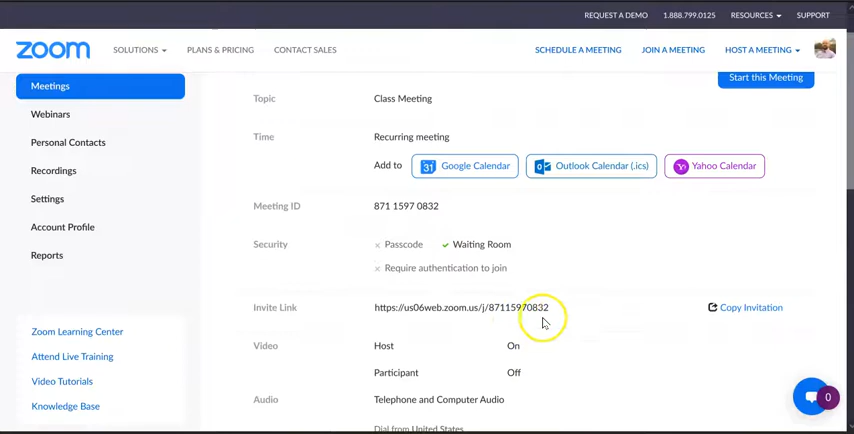 REQUEST A DEMO 1.888.799.0125 RESOURCES SUPPORT
zoom SOLUTIONS PLANS & PRICING CONTACT SALES SCHEDULE A MEETING JOIN A MEETING HOST A MEETING
Meetings
Webinars
Personal Contacts
Recordings
Settings
Account Profile
Reports
Zoom Learning Center
Attend Live Training
Video Tutorials
Knowledge Base
Start this Meeting
Topic Class Meeting
Time Recurring meeting
Add to 31 Google Calendar Outlook Calendar (.ics) Yahoo Calendar
Meeting ID 871 1597 0832
Security Passcode Waiting Room
Require authentication to join
Invite Link https://us06web.zoom.us/j/87115970832 Copy Invitation
Video Host On
Participant Off
Audio Telephone and Computer Audio
Dial from United States
0